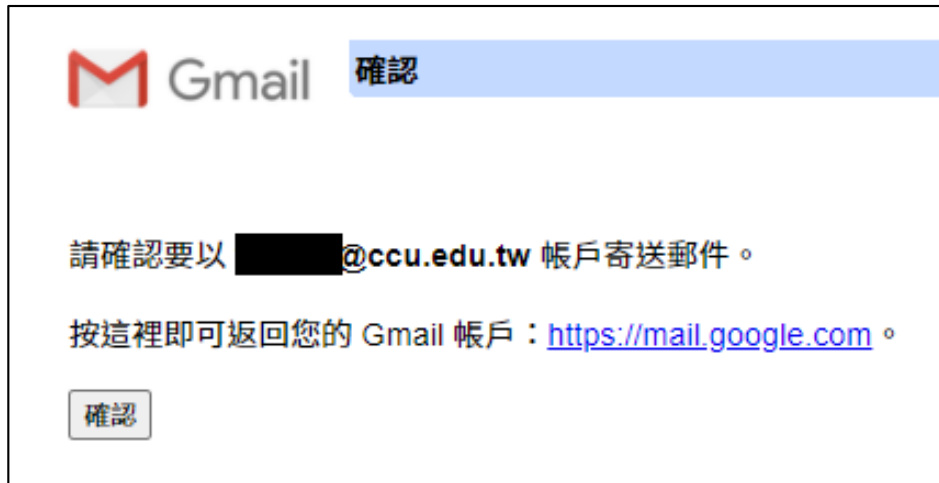 Gmail 確認
請確認要以 @ccu.edu.tw 帳戶寄送郵件。
按這裡即可返回您的 Gmail 帳戶：https://mail.google.com。
確認